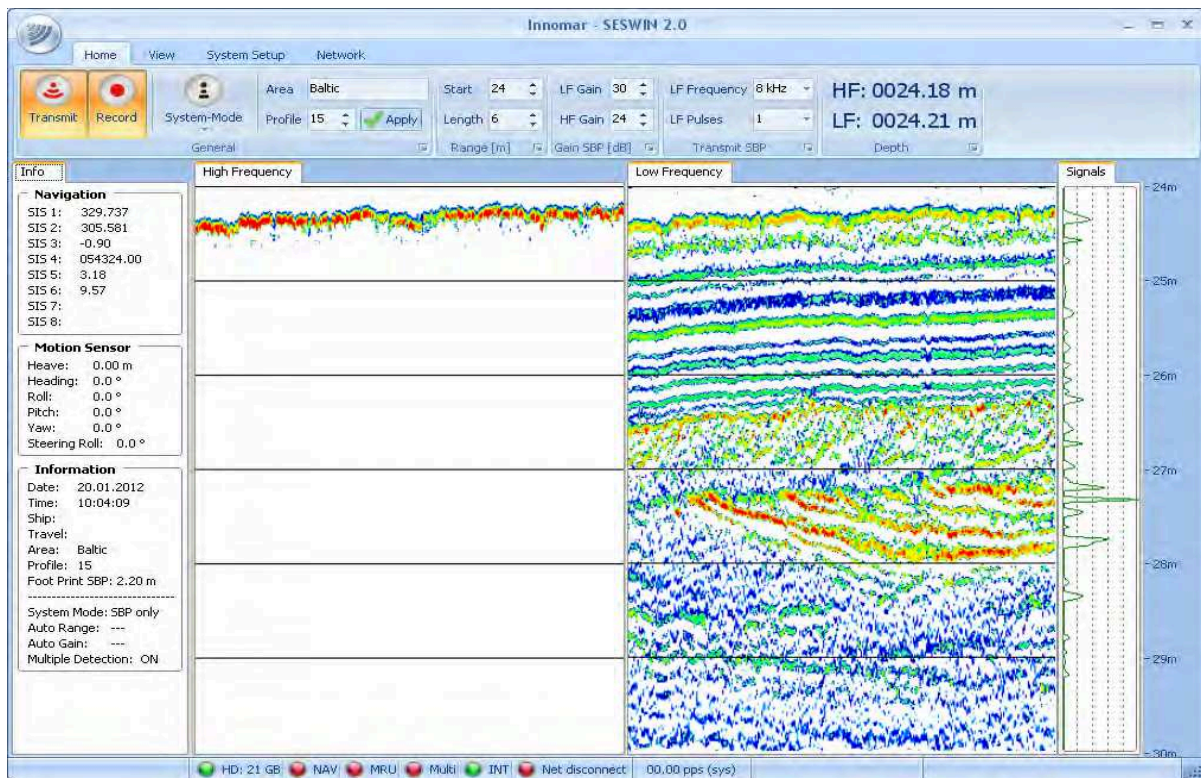 Innomar - SESWIN 2.0
Home View System Setup Network
Transmit Record System-Mode
Area Baltic
Profile 15 Apply
General
Start 24
Length 6
Range [m]
LF Gain 30
HF Gain 24
Gain SBP [dB]
LF Frequency 8 kHz
LF Pulses 1
Transmit SBP
HF: 0024.18 m
LF: 0024.21 m
Depth
Info
Navigation
SIS 1: 329.737
SIS 2: 305.581
SIS 3: -0.90
SIS 4: 054324.00
SIS 5: 3.18
SIS 6: 9.57
SIS 7:
SIS 8:
Motion Sensor
Heave: 0.00 m
Heading: 0.0 °
Roll: 0.0 °
Pitch: 0.0 °
Yaw: 0.0 °
Steering Roll: 0.0 °
Information
Date: 20.01.2012
Time: 10:04:09
Ship:
Travel:
Area: Baltic
Profile: 15
Foot Print SBP: 2.20 m
--------------------------------
System Mode: SBP only
Auto Range: ---
Auto Gain: ---
Multiple Detection: ON
High Frequency
Low Frequency
Signals
24m
25m
26m
27m
28m
29m
30m
HD: 21 GB NAV MRU Multi INT Net disconnect 00.00 pps (sys)